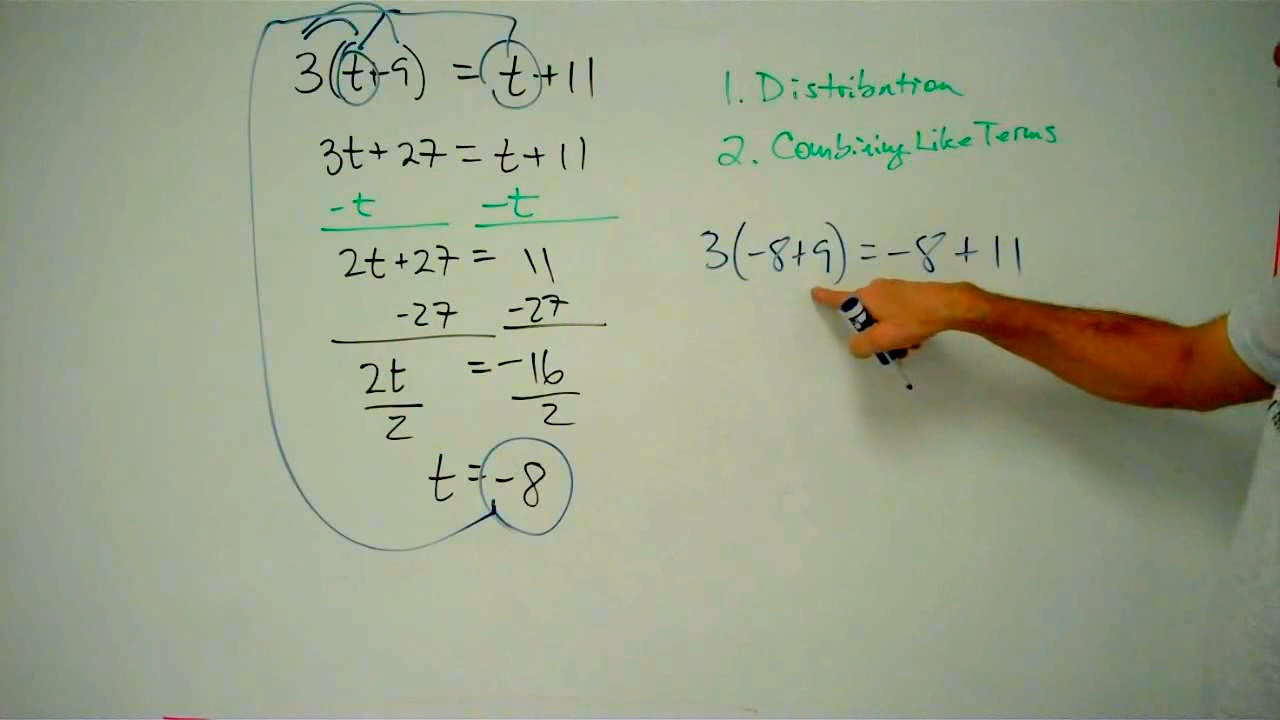 3(t+9) = t+11
3t+27 = t+11
-t -t
2t+27 = 11
-27 -27
2t = -16
2 2
t = -8
1. Distribution
2. Combining Like Terms
3(-8+9) = -8+11